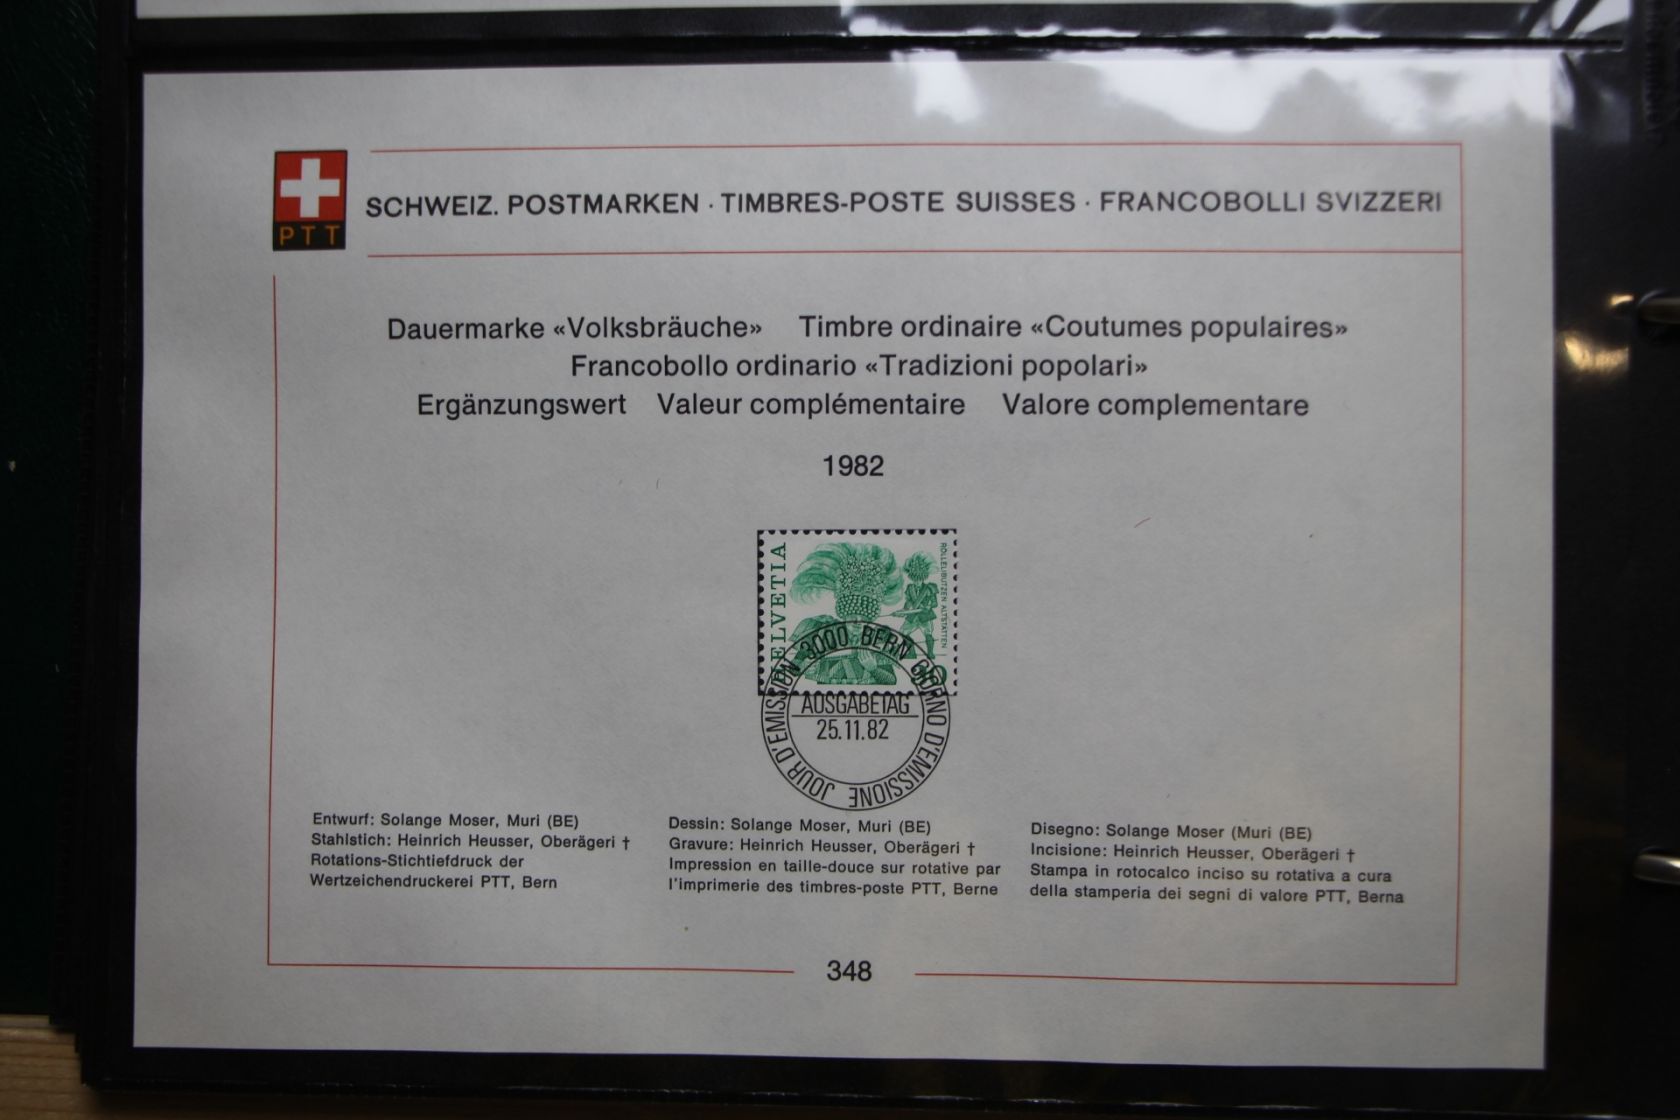 PTT
SCHWEIZ. POSTMARKEN · TIMBRES-POSTE SUISSES · FRANCOBOLLI SVIZZERI
Dauermarke «Volksbräuche» Timbre ordinaire «Coutumes populaires»
Francobollo ordinario «Tradizioni popolari»
Ergänzungswert Valeur complémentaire Valore complementare
1982
HELVETIA
RÖLLELIBUTZEN ALTSTÄTTEN
3000 BERN
GIORNO D'EMISSIONE
JOUR D'EMISSION
AUSGABETAG
25.11.82
Entwurf: Solange Moser, Muri (BE)
Stahlstich: Heinrich Heusser, Oberägeri †
Rotations-Stichtiefdruck der
Wertzeichendruckerei PTT, Bern
Dessin: Solange Moser, Muri (BE)
Gravure: Heinrich Heusser, Oberägeri †
Impression en taille-douce sur rotative par
l'imprimerie des timbres-poste PTT, Berne
Disegno: Solange Moser (Muri (BE)
Incisione: Heinrich Heusser, Oberägeri †
Stampa in rotocalco inciso su rotativa a cura
della stamperia dei segni di valore PTT, Berna
348